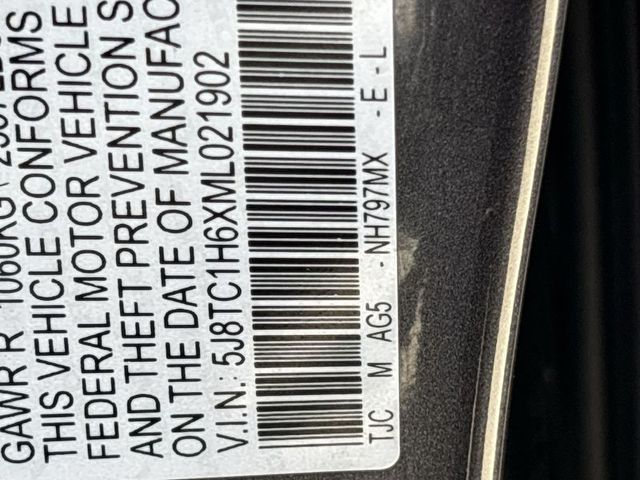 GAWR R 1060KG
THIS VEHICLE CONFORMS
FEDERAL MOTOR VEHICLE
AND THEFT PREVENTION S
ON THE DATE OF MANUFAC
V.I.N.: 5J8TC1H6XML021902
TJC M AG5 - NH797MX - E - L